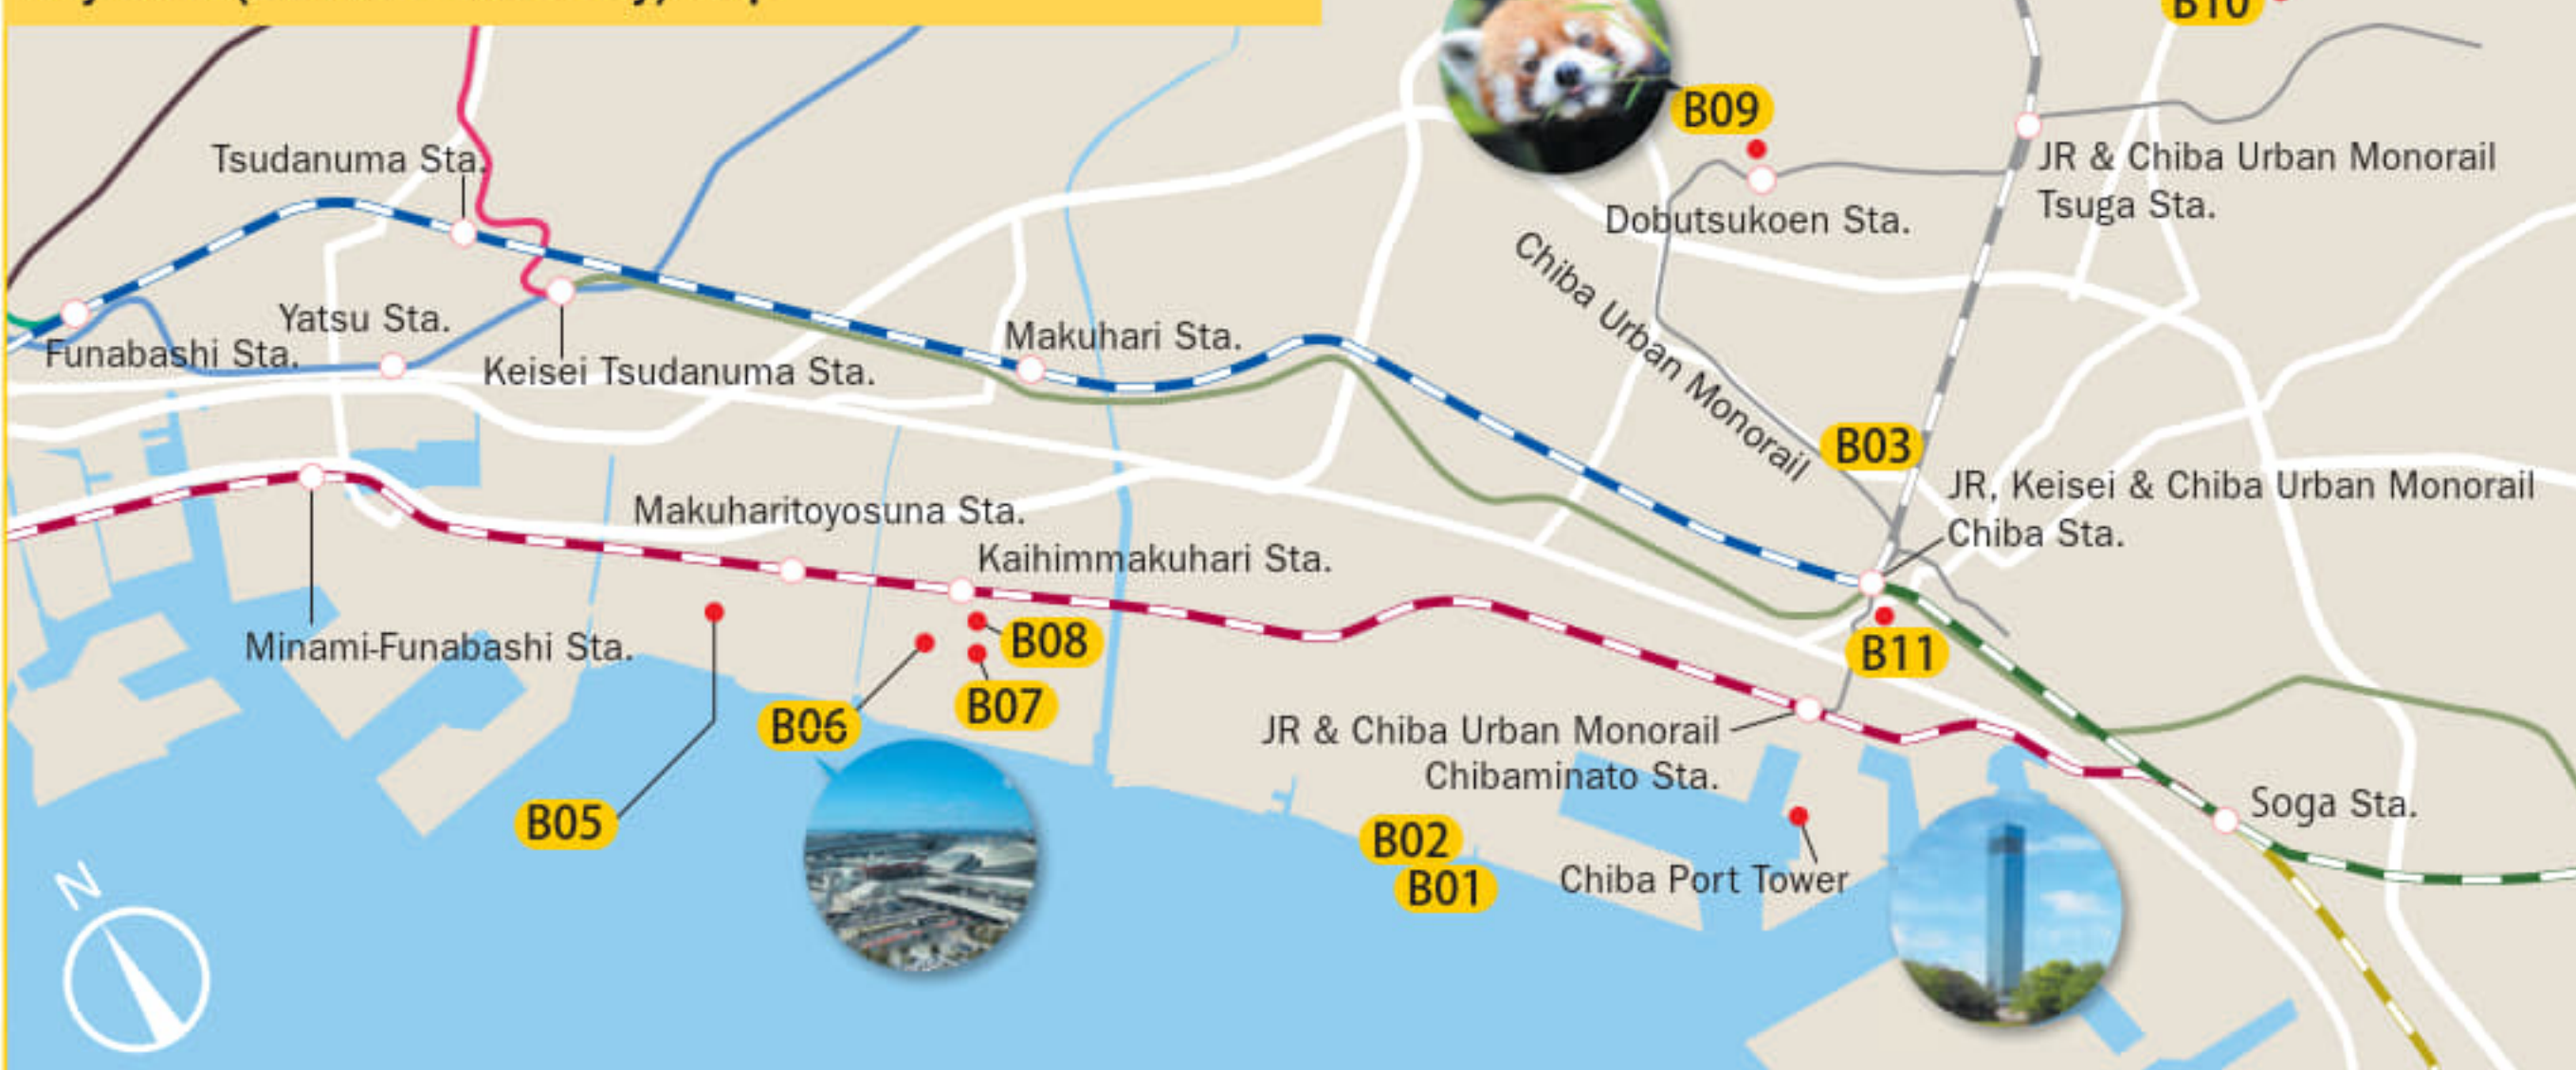 B10
B09
Tsudanuma Sta.
JR & Chiba Urban Monorail
Tsuga Sta.
Dobutsukoen Sta.
Chiba Urban Monorail
Yatsu Sta.
Makuhari Sta.
Funabashi Sta.
Keisei Tsudanuma Sta.
B03
JR, Keisei & Chiba Urban Monorail
Chiba Sta.
Makuharitoyosuna Sta.
Kaihimmakuhari Sta.
Minami-Funabashi Sta.
B08
B11
B07
B06
JR & Chiba Urban Monorail
Chibaminato Sta.
B05
Soga Sta.
B02
B01
Chiba Port Tower
N